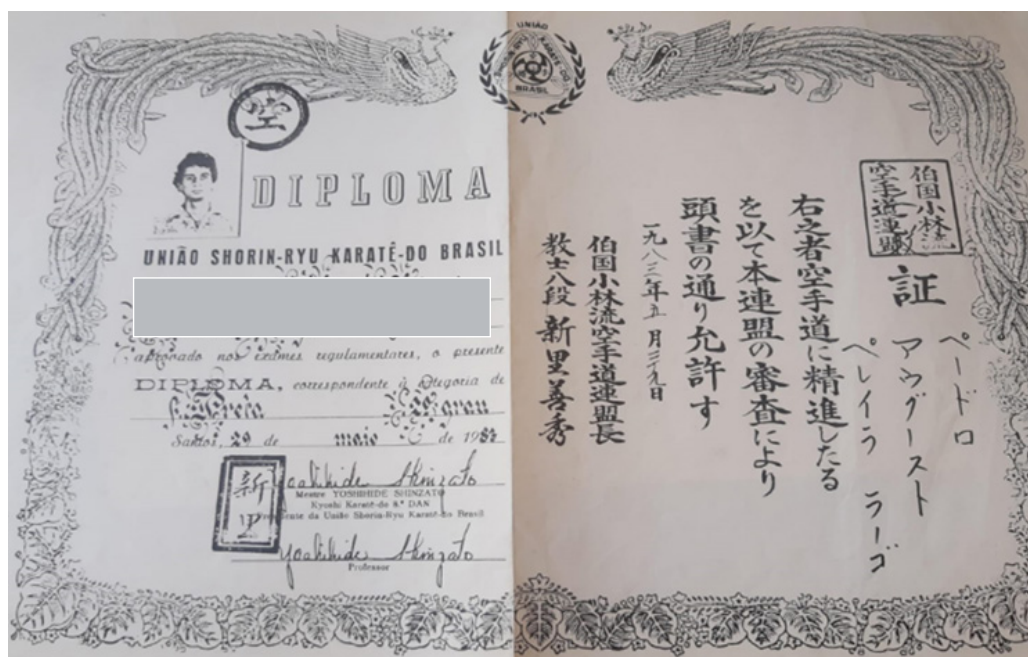 UNIÃO
BRASIL
空
DIPLOMA
UNIÃO SHORIN-RYU KARATÊ-DO BRASIL
aprovado nos exames regulamentares, o presente
DIPLOMA, correspondente à categoria de
Santos, 29 de maio de 1983
Yoshihide Shinzato
新里
Mestre YOSHIHIDE SHINZATO
Kyoshi Karatê-do 8.º DAN
Presidente da União Shorin-Ryu Karatê-Do Brasil
Yoshihide Shinzato
Professor
伯国小林流
空手道連盟
証
ペードロ
アウグースト
ペレイラ ラーゴ
右之者空手道に精進したる
を以て本連盟の審査により
頭書の通り允許す
一九八三年五月二十九日
伯国小林流空手道連盟長
教士八段 新里善秀